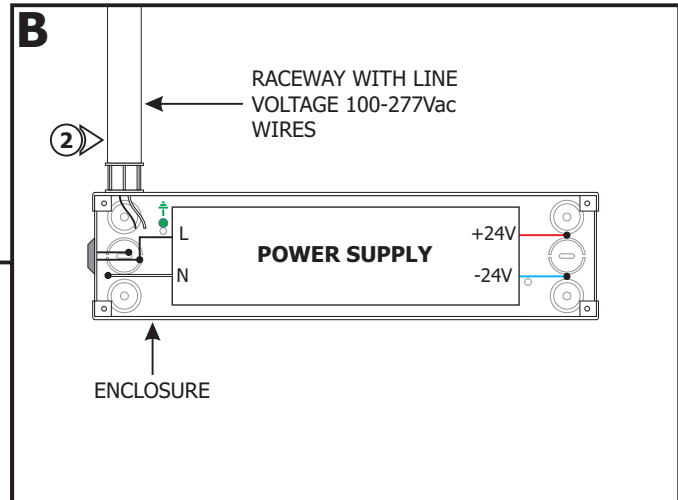 B
RACEWAY WITH LINE
VOLTAGE 100-277Vac
WIRES
2
L
+24V
POWER SUPPLY
N
-24V
ENCLOSURE